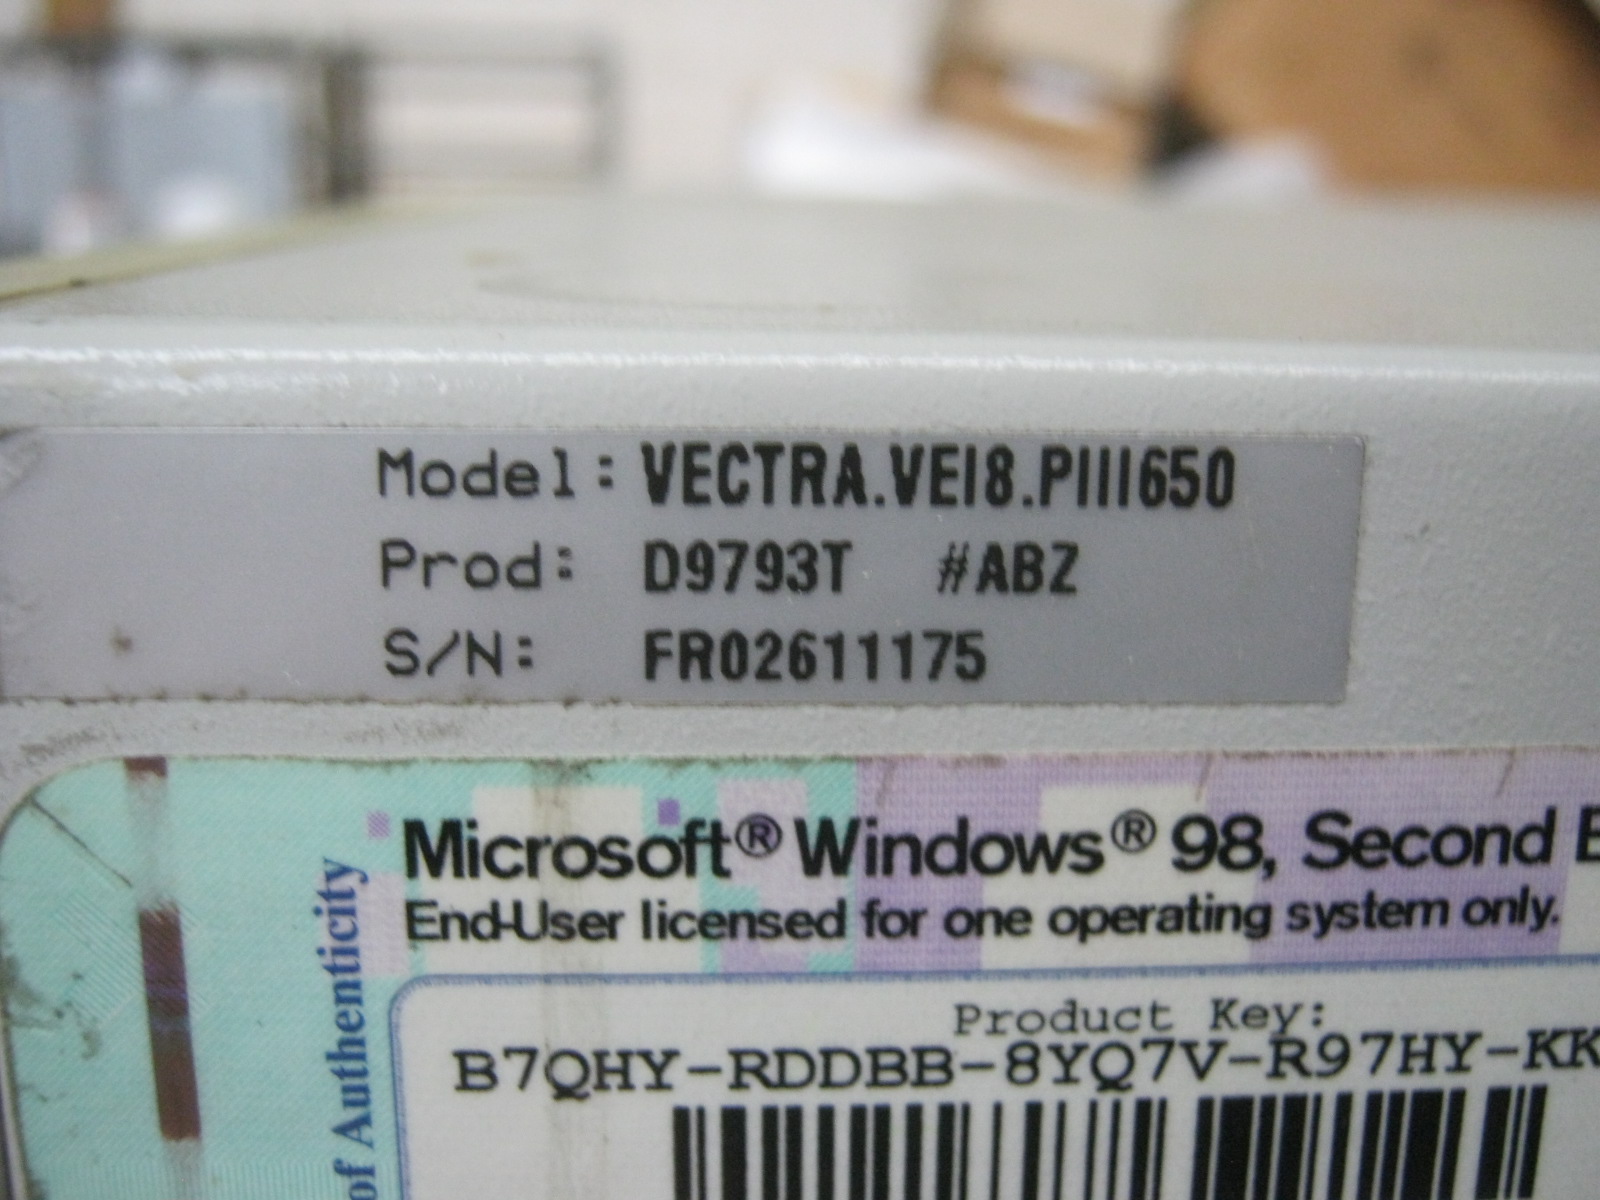 Model: VECTRA.VEI8.PIII650
Prod: D9793T #ABZ
S/N: FR02611175
Microsoft® Windows® 98, Second E
End-User licensed for one operating system only.
of Authenticity
Product Key:
B7QHY-RDDBB-8YQ7V-R97HY-KK